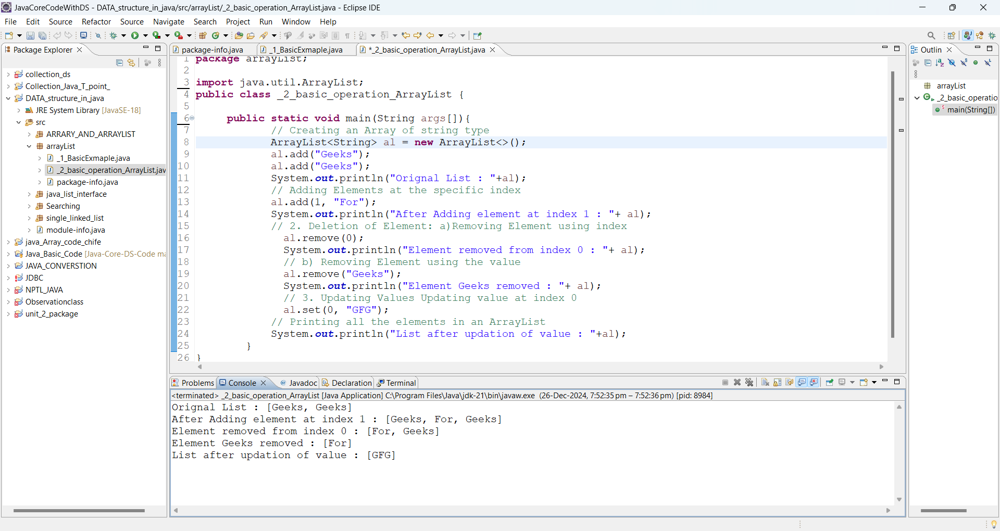 JavaCoreCodeWithDS - DATA_structure_in_java/src/arrayList/_2_basic_operation_ArrayList.java - Eclipse IDE
File Edit Source Refactor Source Navigate Search Project Run Window Help
Package Explorer
collection_ds
Collection_Java_T_point_
DATA_structure_in_java
JRE System Library [JavaSE-18]
src
ARRARY_AND_ARRAYLIST
arrayList
_1_BasicExmaple.java
_2_basic_operation_ArrayList.jav
package-info.java
java_list_interface
Searching
single_linked_list
module-info.java
java_Array_code_chife
Java_Basic_Code [Java-Core-DS-Code ma
JAVA_CONVERSTION
JDBC
NPTL_JAVA
Observationclass
unit_2_package
package-info.java _1_BasicExmaple.java *_2_basic_operation_ArrayList.java
1 package arrayList;
2
3 import java.util.ArrayList;
4 public class _2_basic_operation_ArrayList {
5
6 public static void main(String args[]){
7 // Creating an Array of string type
8 ArrayList<String> al = new ArrayList<>();
9 al.add("Geeks");
10 al.add("Geeks");
11 System.out.println("Orignal List : "+al);
12 // Adding Elements at the specific index
13 al.add(1, "For");
14 System.out.println("After Adding element at index 1 : "+ al);
15 // 2. Deletion of Element: a)Removing Element using index
16 al.remove(0);
17 System.out.println("Element removed from index 0 : "+ al);
18 // b) Removing Element using the value
19 al.remove("Geeks");
20 System.out.println("Element Geeks removed : "+ al);
21 // 3. Updating Values Updating value at index 0
22 al.set(0, "GFG");
23 // Printing all the elements in an ArrayList
24 System.out.println("List after updation of value : "+al);
25 }
26 }
Problems Console Javadoc Declaration Terminal
<terminated> _2_basic_operation_ArrayList [Java Application] C:\Program Files\Java\jdk-21\bin\javaw.exe (26-Dec-2024, 7:52:35 pm – 7:52:36 pm) [pid: 8984]
Orignal List : [Geeks, Geeks]
After Adding element at index 1 : [Geeks, For, Geeks]
Element removed from index 0 : [For, Geeks]
Element Geeks removed : [For]
List after updation of value : [GFG]
Outlin
arrayList
_2_basic_operatio
main(String[])